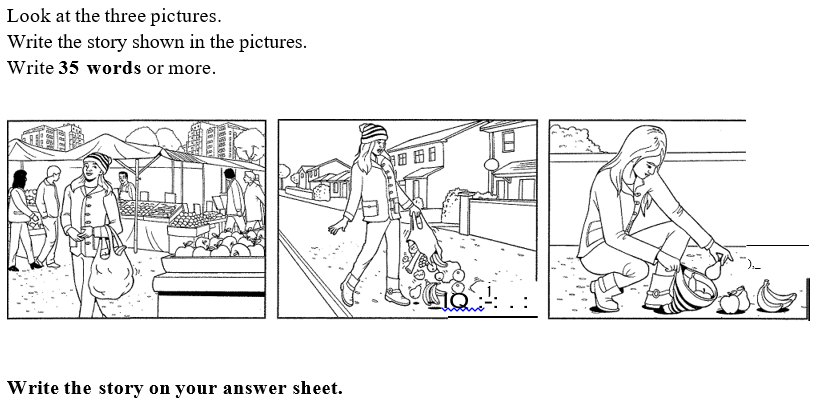 Look at the three pictures.
Write the story shown in the pictures.
Write 35 words or more.
Write the story on your answer sheet.